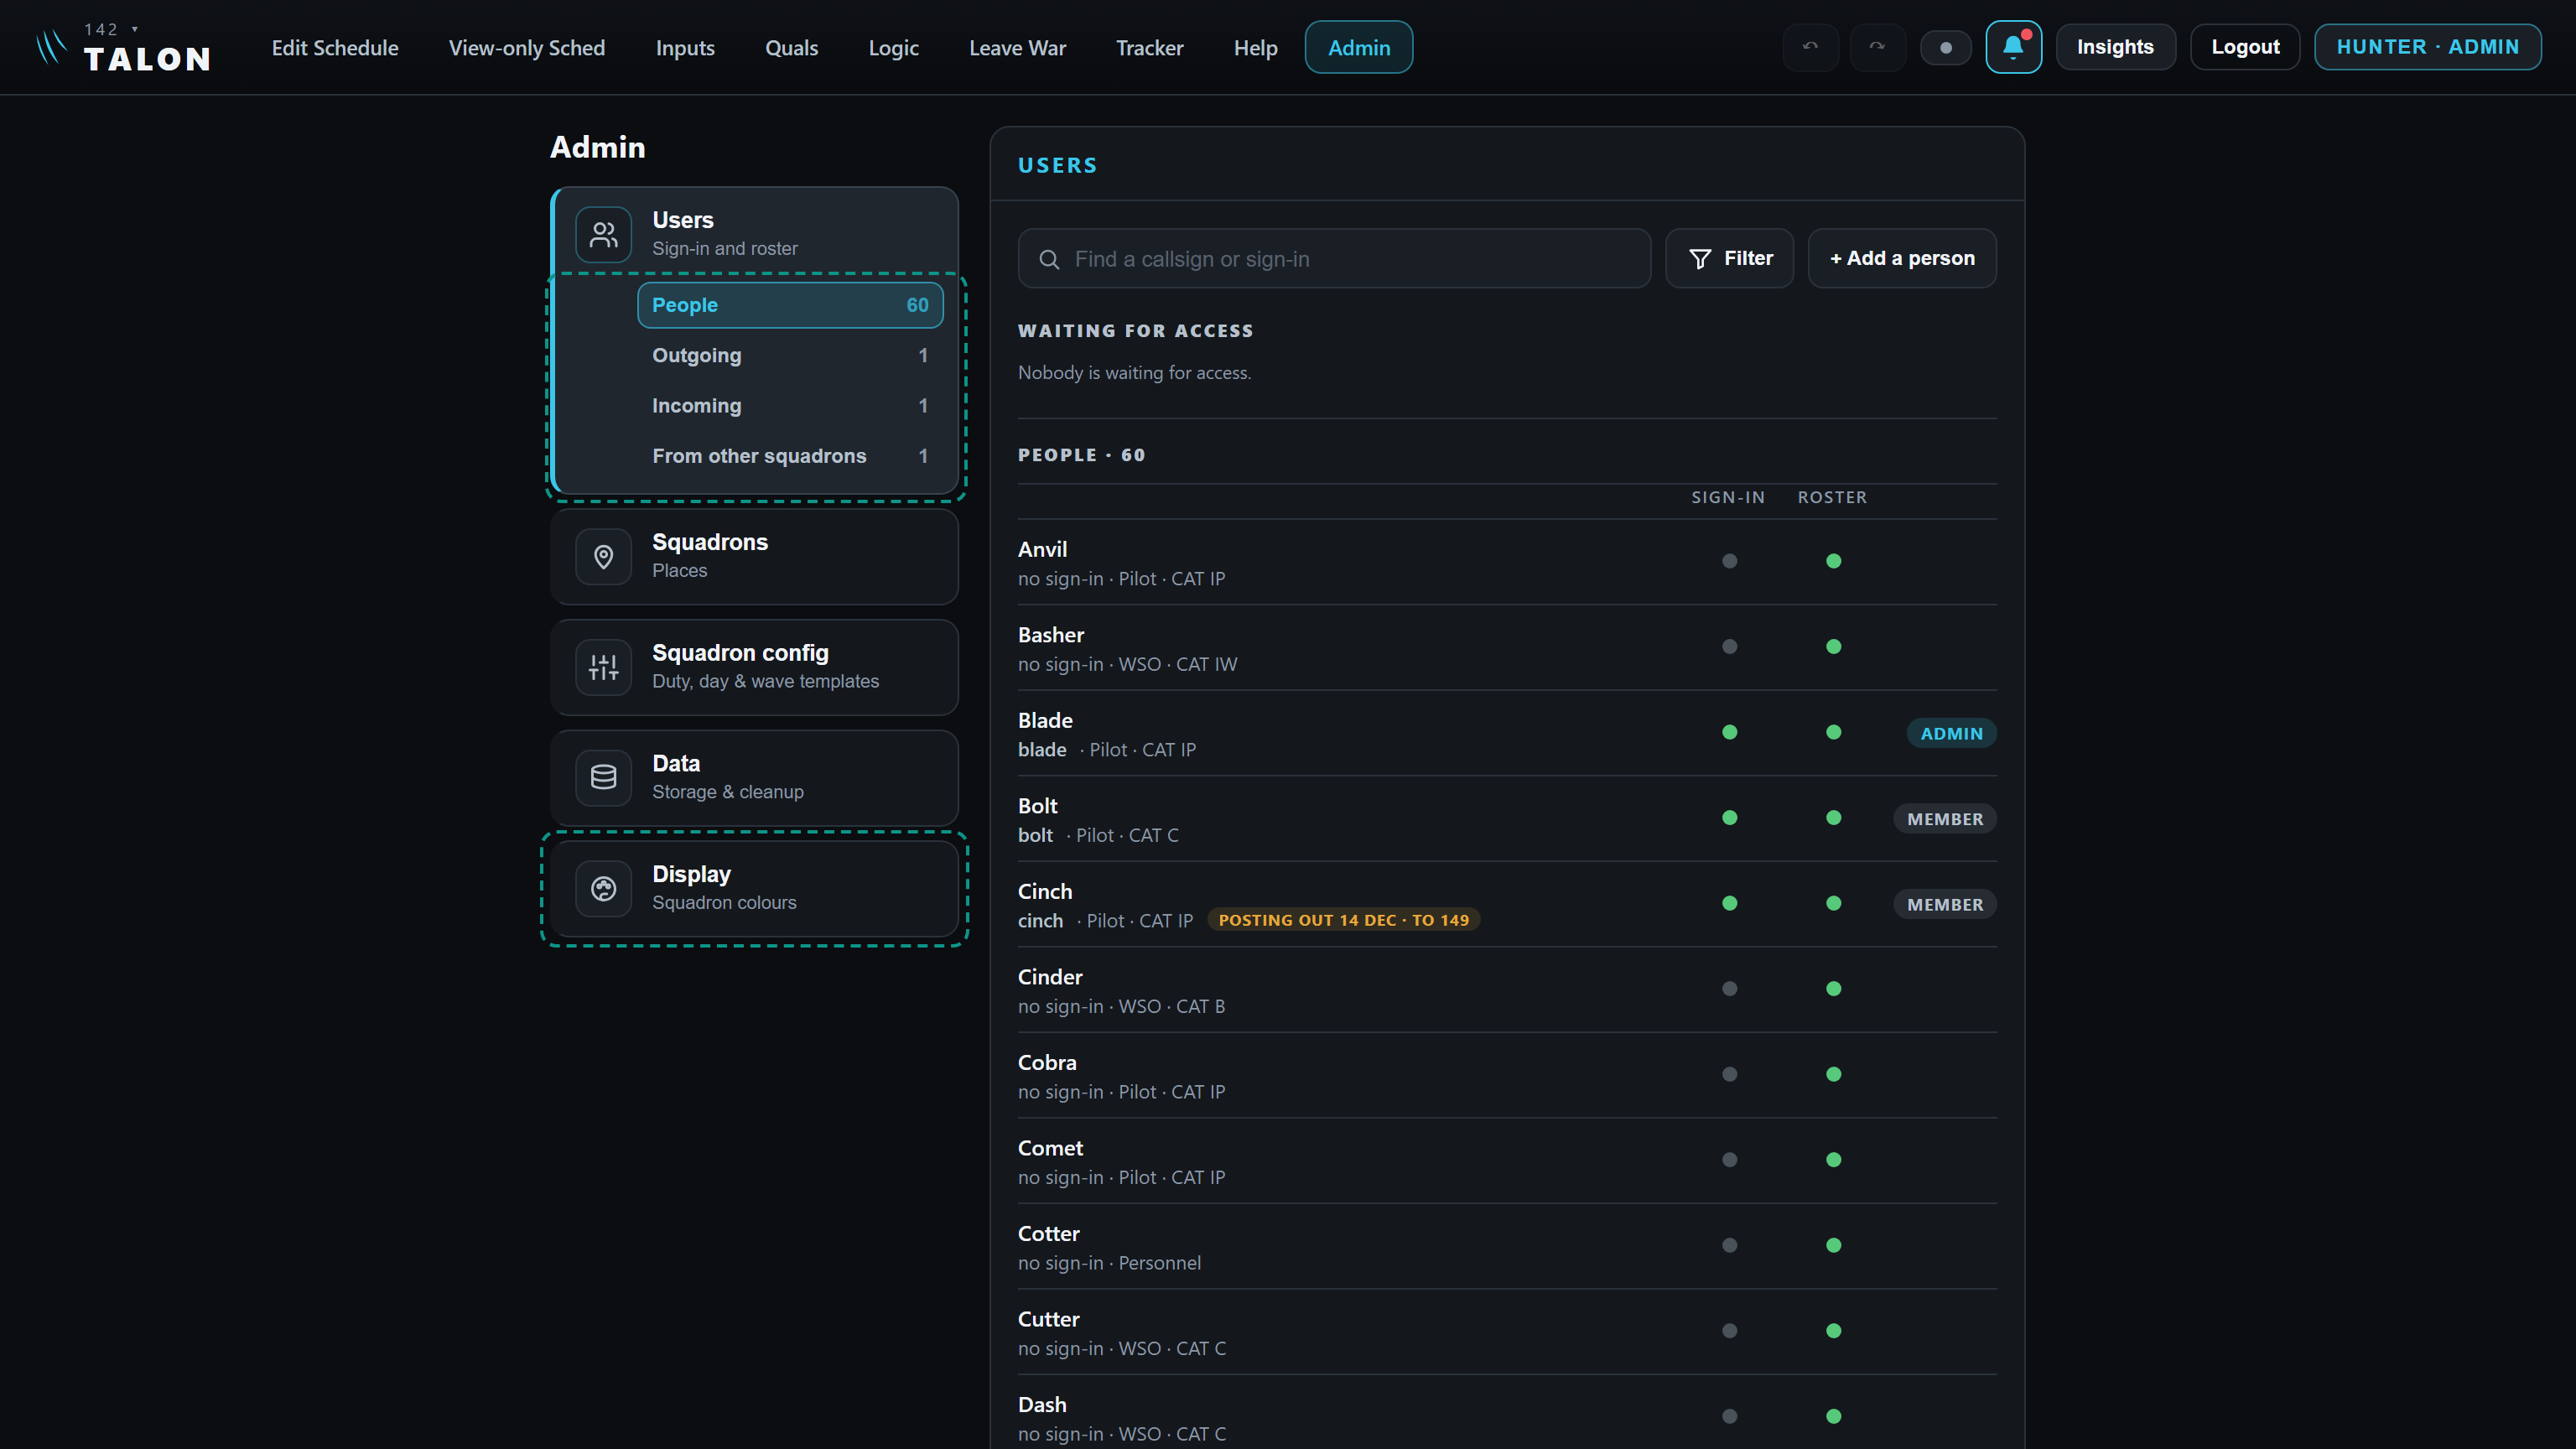 142 ▾
TALON
Edit Schedule
View-only Sched
Inputs
Quals
Logic
Leave War
Tracker
Help
Admin
Insights
Logout
HUNTER · ADMIN
Admin
Users
Sign-in and roster
People 60
Outgoing 1
Incoming 1
From other squadrons 1
Squadrons
Places
Squadron config
Duty, day & wave templates
Data
Storage & cleanup
Display
Squadron colours
USERS
Find a callsign or sign-in
Filter
+ Add a person
WAITING FOR ACCESS
Nobody is waiting for access.
PEOPLE · 60
SIGN-IN ROSTER
Anvil
no sign-in · Pilot · CAT IP
Basher
no sign-in · WSO · CAT IW
Blade
blade · Pilot · CAT IP
ADMIN
Bolt
bolt · Pilot · CAT C
MEMBER
Cinch
cinch · Pilot · CAT IP POSTING OUT 14 DEC · TO 149
MEMBER
Cinder
no sign-in · WSO · CAT B
Cobra
no sign-in · Pilot · CAT IP
Comet
no sign-in · Pilot · CAT IP
Cotter
no sign-in · Personnel
Cutter
no sign-in · WSO · CAT C
Dash
no sign-in · WSO · CAT C